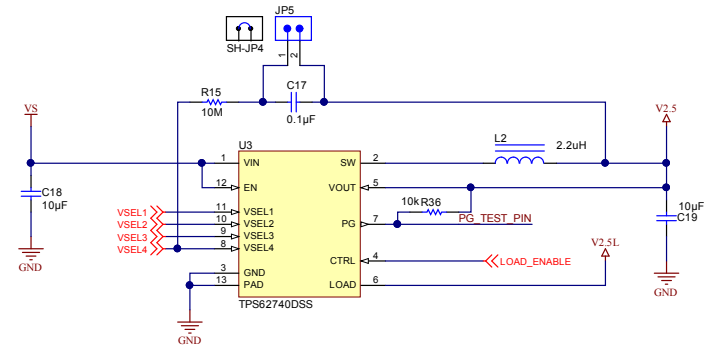 JP5
SH-JP4
1
2
R15
10M
C17
0.1µF
VS
V2.5
U3
L2
2.2uH
1
VIN
SW
2
12
EN
VOUT
5
C18
10µF
10k
R36
10µF
C19
VSEL1
11
VSEL1
VSEL2
10
VSEL2
PG
7
PG_TEST_PIN
VSEL3
9
VSEL3
VSEL4
8
VSEL4
V2.5L
GND
3
GND
CTRL
4
LOAD_ENABLE
13
PAD
LOAD
6
GND
TPS62740DSS
GND